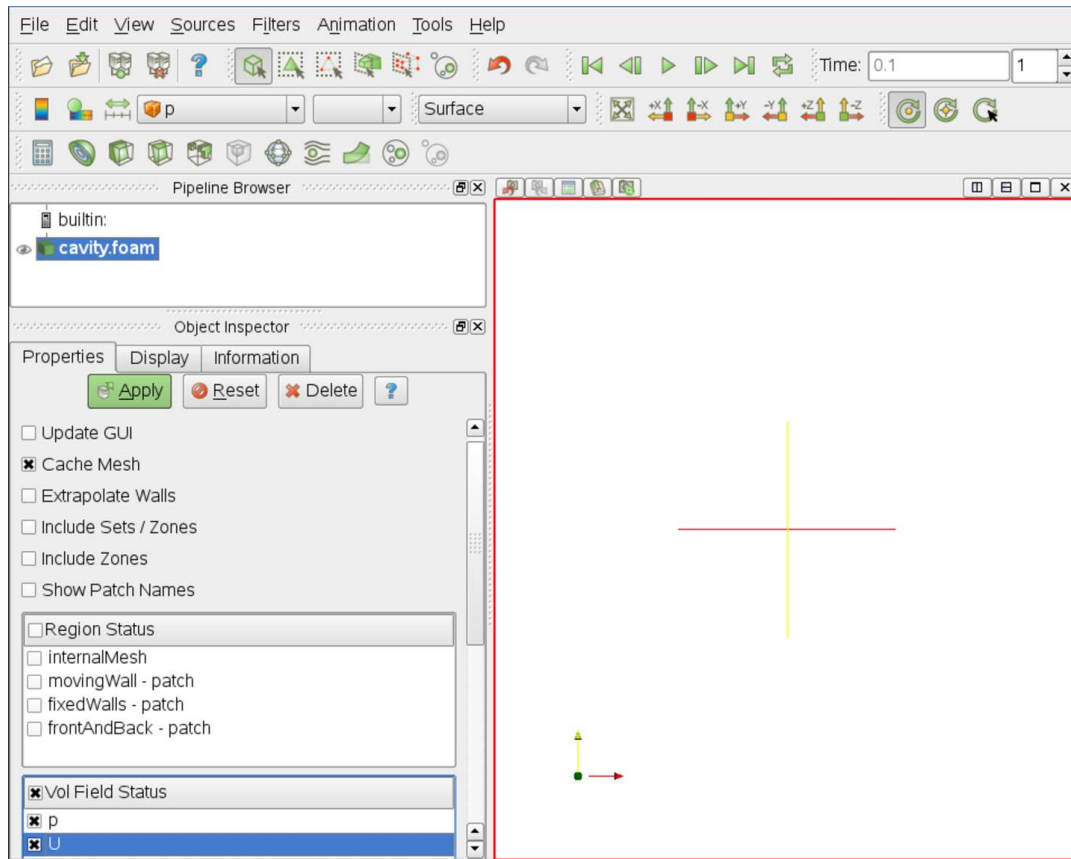 File Edit View Sources Filters Animation Tools Help
Time: 0.1 1
p Surface +X -X +Y -Y +Z -Z
Pipeline Browser
builtin:
cavity.foam
Object Inspector
Properties Display Information
Apply Reset Delete ?
Update GUI
Cache Mesh
Extrapolate Walls
Include Sets / Zones
Include Zones
Show Patch Names
Region Status
internalMesh
movingWall - patch
fixedWalls - patch
frontAndBack - patch
Vol Field Status
p
U